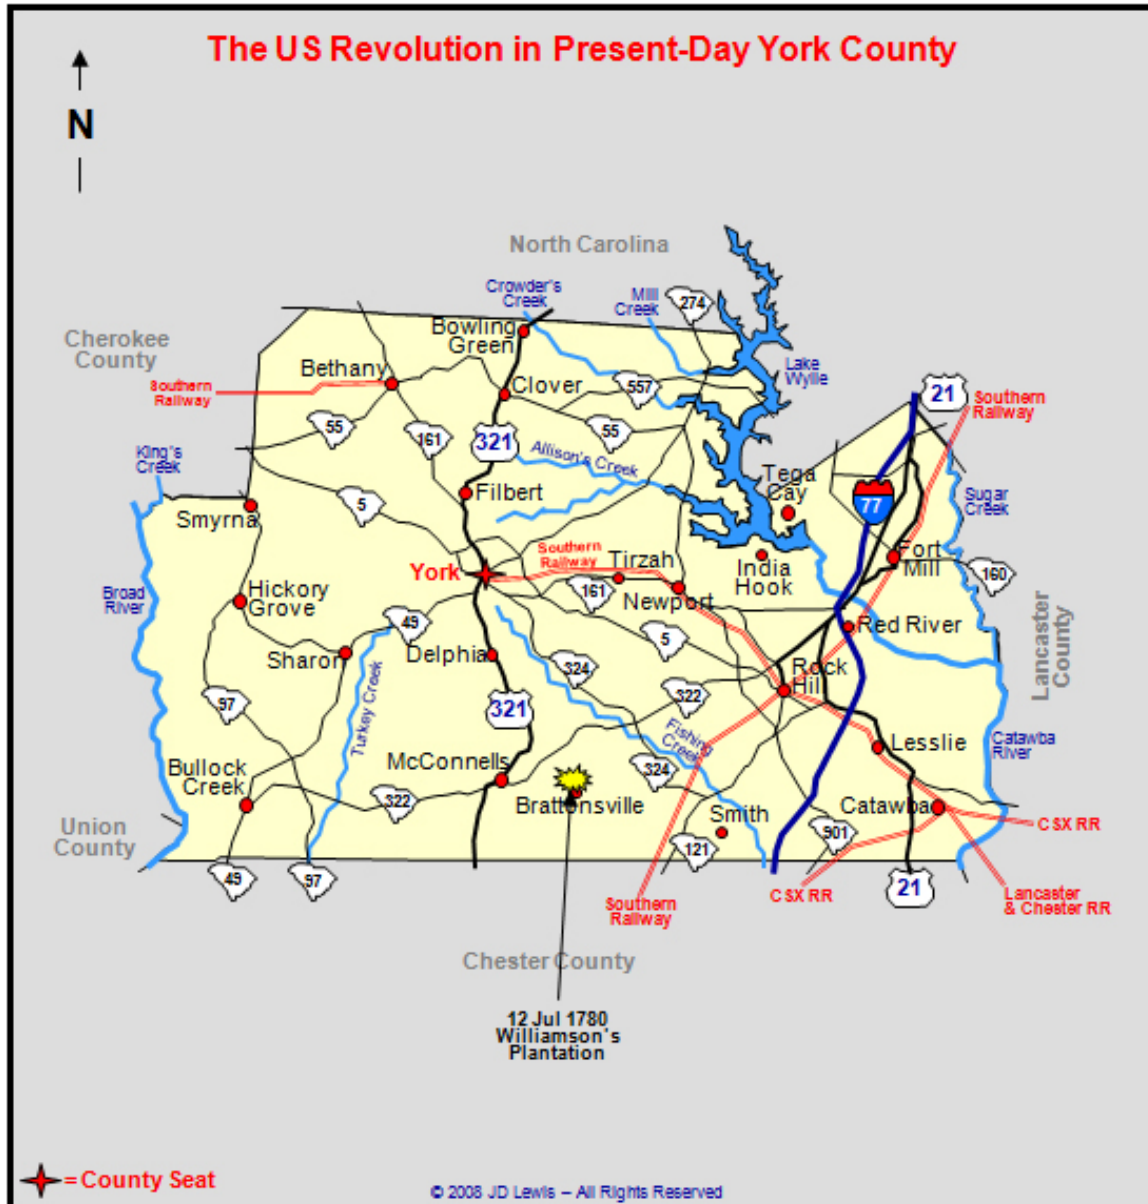 The US Revolution in Present-Day York County
N
North Carolina
Crowder's
Creek
Mill
Creek
274
Cherokee
County
Bowling
Green
Bethany
Clover
Lake
Wylie
Southern
Railway
557
21
Southern
Railway
55
161
321
55
Allison's Creek
King's
Creek
Filbert
Tega
Cay
77
Sugar
Creek
Smyrna
5
York
Southern
Railway
Tirzah
India
Hook
Fort
Mill
160
Broad
River
Hickory
Grove
161
Newport
49
Sharon
Delphia
5
Red River
Lancaster
County
324
Rock
Hill
322
97
Turkey Creek
321
Fishing
Creek
Lesslie
Catawba
River
McConnells
324
Bullock
Creek
322
Brattonsville
Smith
Catawba
Union
County
121
901
CSX RR
49
97
Southern
Railway
CSX RR
21
Lancaster
& Chester RR
Chester County
12 Jul 1780
Williamson's
Plantation
= County Seat
© 2008 JD Lewis – All Rights Reserved